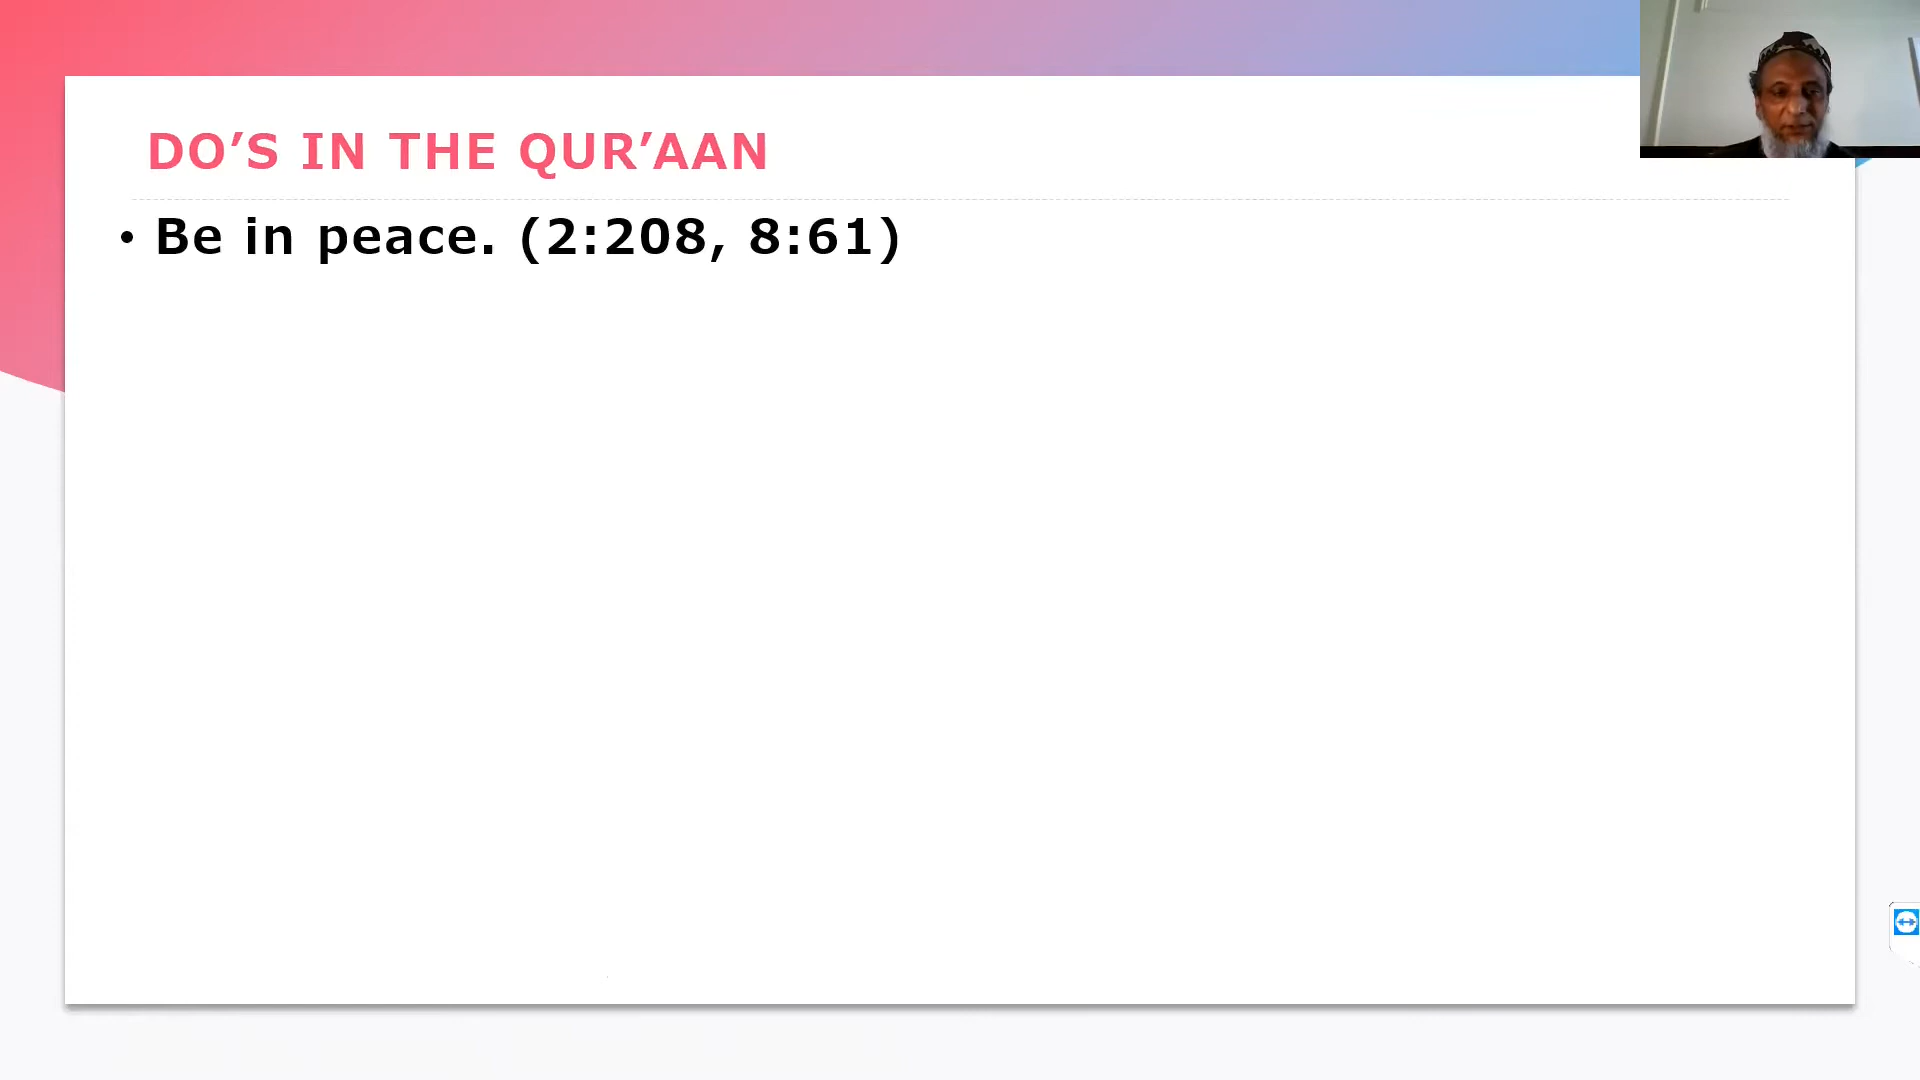 DO’S IN THE QUR’AAN
• Be in peace. (2:208, 8:61)